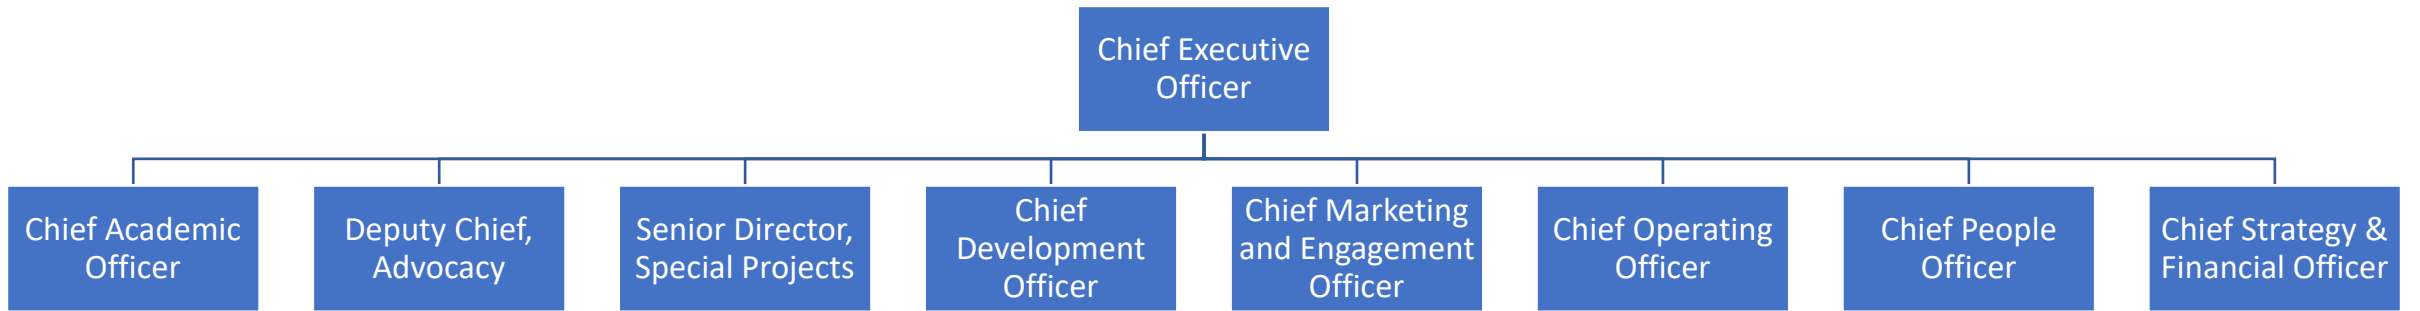 Chief Executive
Officer
Chief Academic
Officer
Deputy Chief,
Advocacy
Senior Director,
Special Projects
Chief
Development
Officer
Chief Marketing
and Engagement
Officer
Chief Operating
Officer
Chief People
Officer
Chief Strategy &
Financial Officer